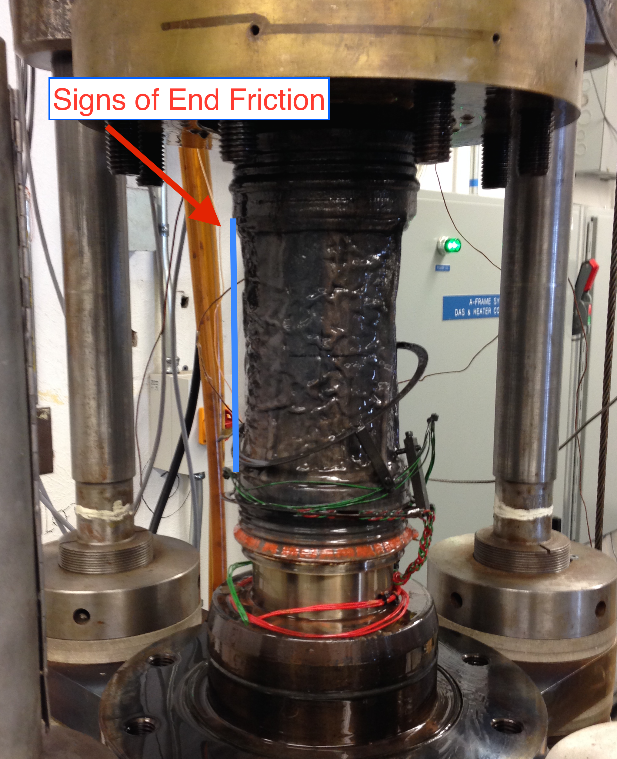 Signs of End Friction
A-FRAME SY
DAS & HEATER CO